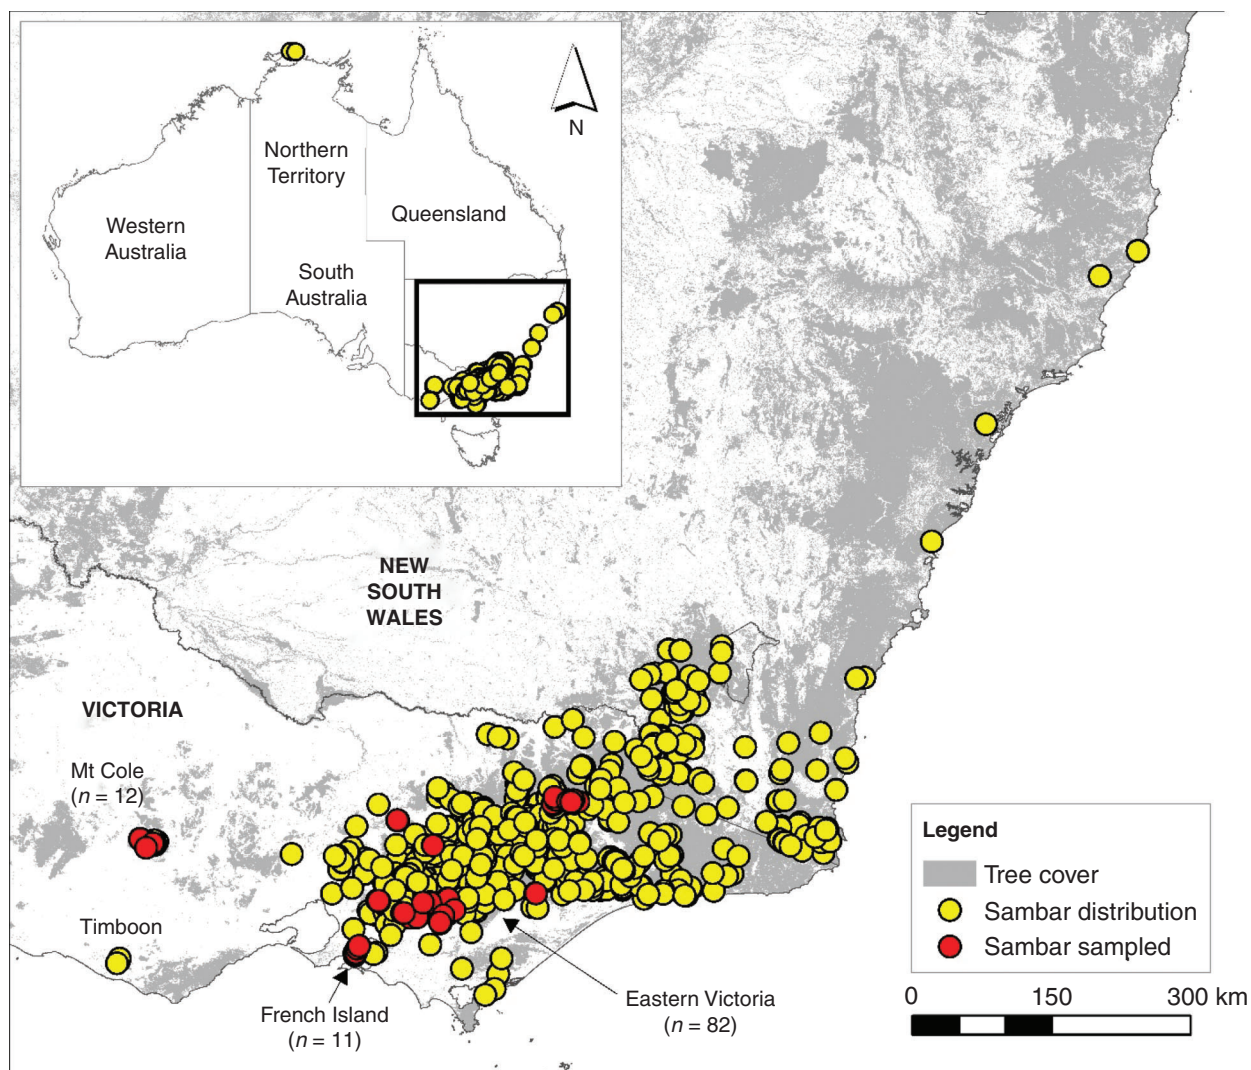 N
Northern
Territory
Western
Australia
Queensland
South
Australia
NEW
SOUTH
WALES
VICTORIA
Mt Cole
(n = 12)
Timboon
French Island
(n = 11)
Eastern Victoria
(n = 82)
Legend
Tree cover
Sambar distribution
Sambar sampled
0 150 300 km